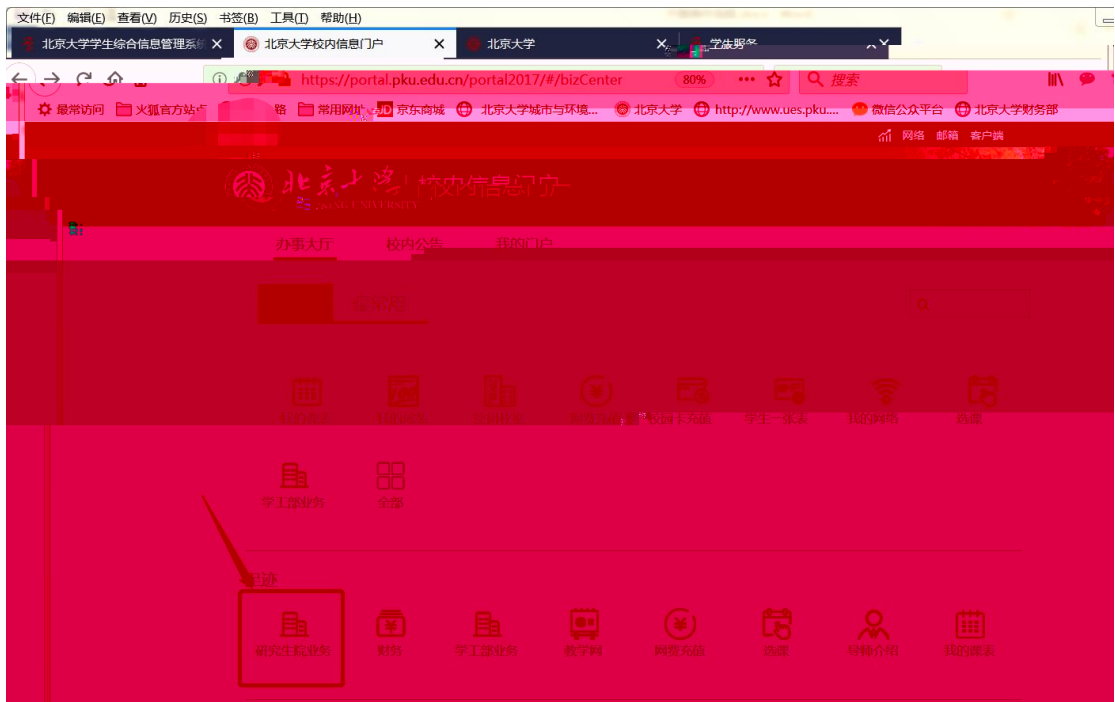 文件(F) 编辑(E) 查看(V) 历史(S) 书签(B) 工具(T) 帮助(H)
北京大学学生综合信息管理系统 北京大学校内信息门户 北京大学
https://portal.pku.edu.cn/portal2017/#/bizCenter 80% 搜索
最常访问 火狐官方站点 常用网址 JD 京东商城 北京大学城市与环境... 北京大学 http://www.ues.pku.... 微信公众平台 北京大学财务部
网络 邮箱 客户端
北京大学 校内信息门户
办事大厅 校内公告 我的门户
校园卡充值 学生一张表 我的网络 选课
学工部业务 全部
足迹
研究生院业务 财务 学工部业务 教学网 网费充值 选课 导师介绍 我的课表